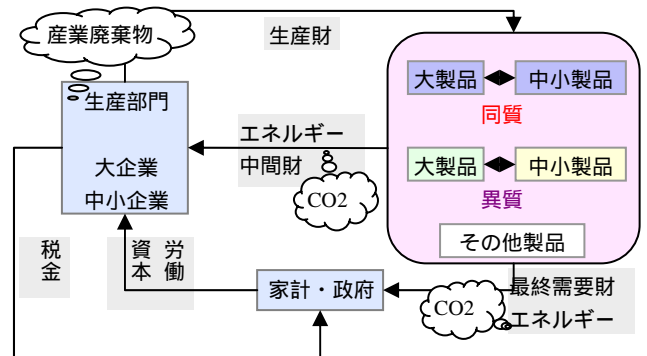 産業廃棄物
生産財
生産部門
大企業
中小企業
エネルギー
中間財
CO2
大製品
中小製品
同質
大製品
中小製品
異質
その他製品
税金
資本
労働
家計・政府
CO2
最終需要財
エネルギー